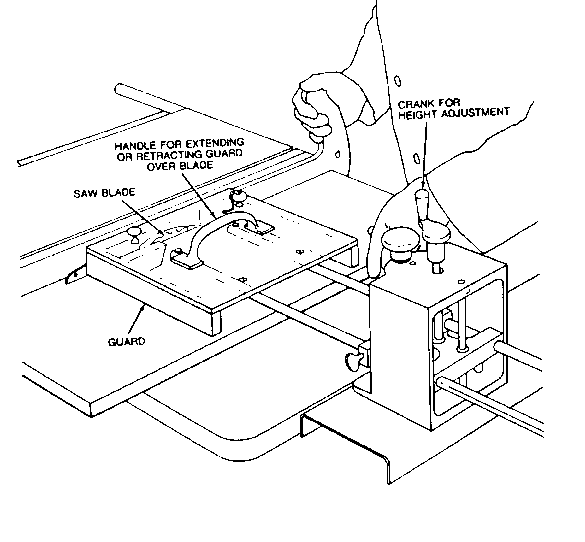 CRANK FOR
HEIGHT ADJUSTMENT
HANDLE FOR EXTENDING
OR RETRACTING GUARD
OVER BLADE
SAW BLADE
GUARD